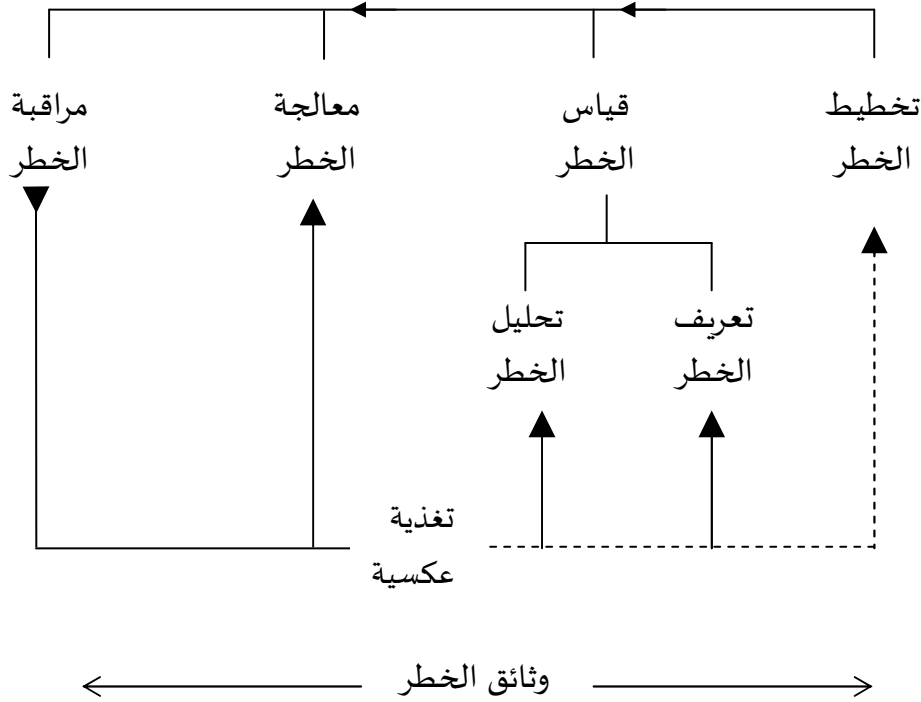 تخطيط
الخطر
قياس
الخطر
معالجة
الخطر
مراقبة
الخطر
تعريف
الخطر
تحليل
الخطر
تغذية
عكسية
وثائق الخطر